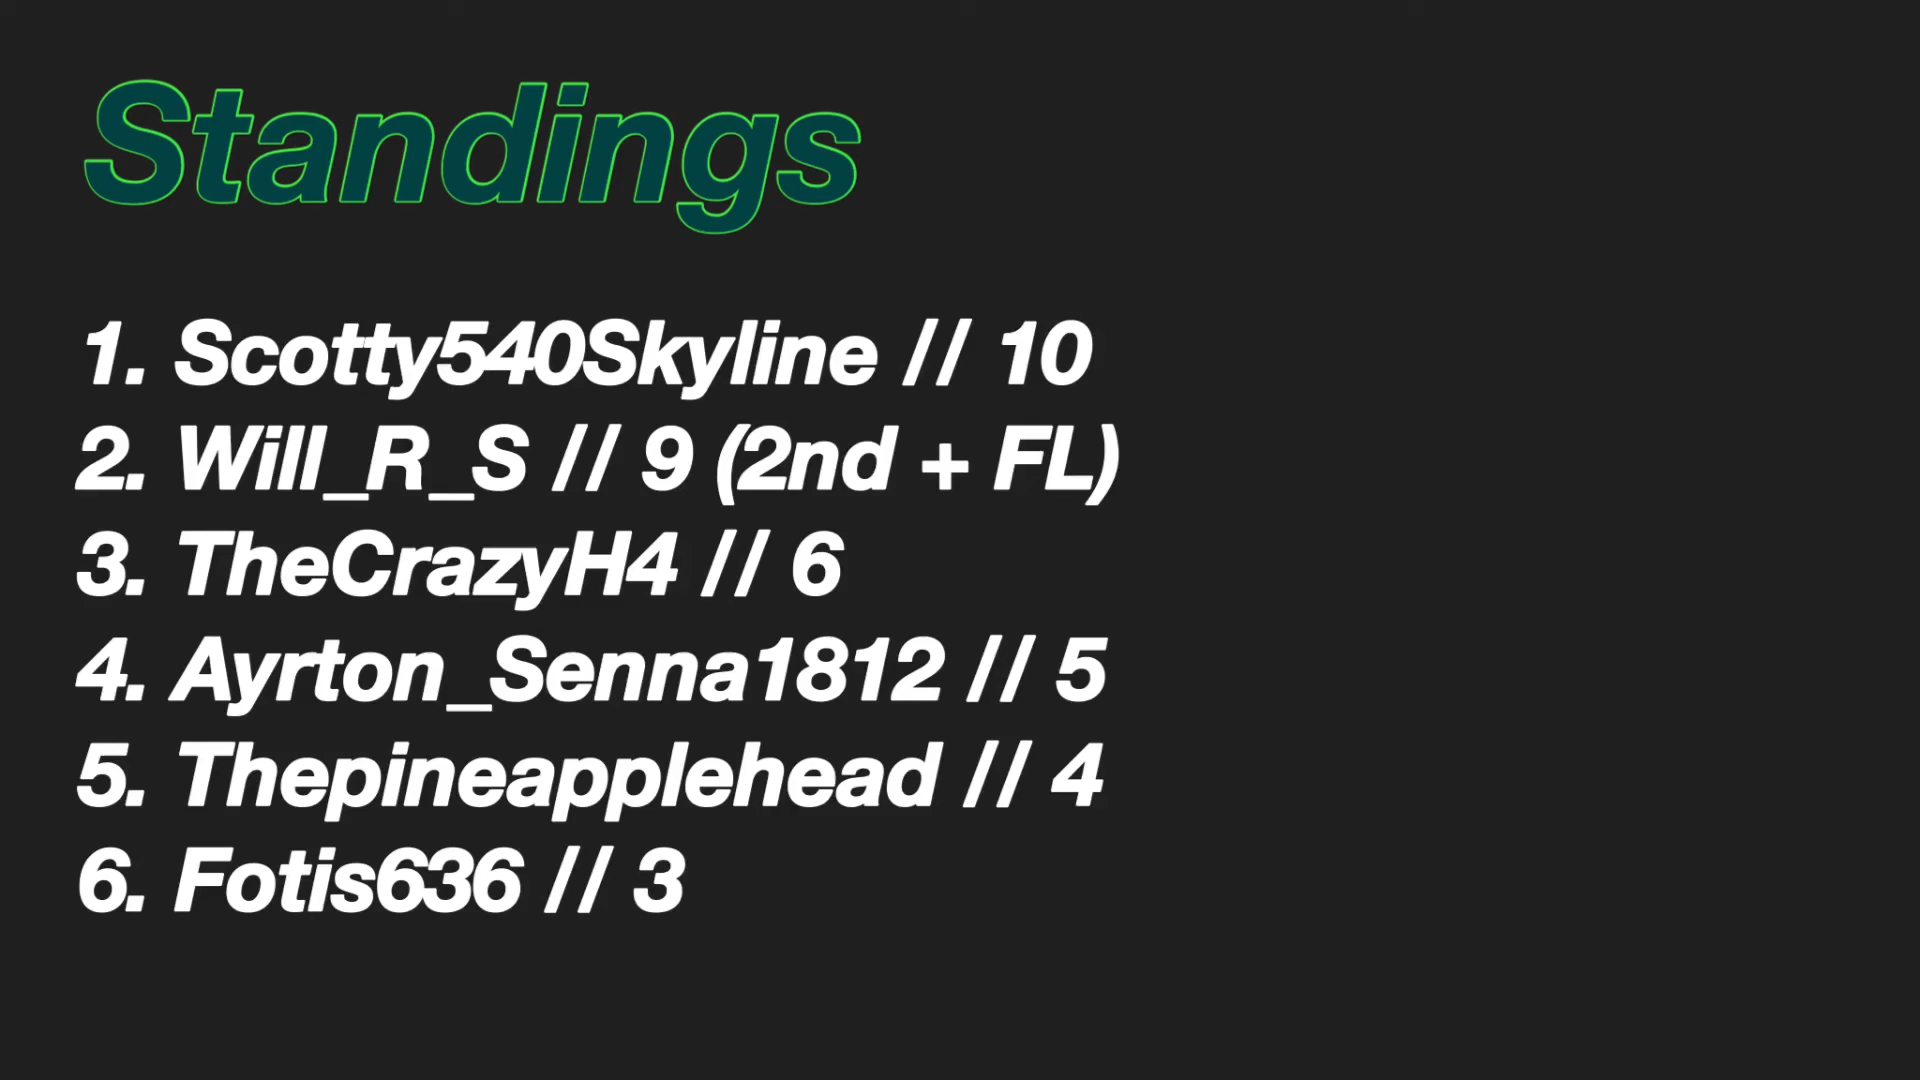 Standings
1. Scotty540Skyline // 10
2. Will_R_S // 9 (2nd + FL)
3. TheCrazyH4 // 6
4. Ayrton_Senna1812 // 5
5. Thepineapplehead // 4
6. Fotis636 // 3